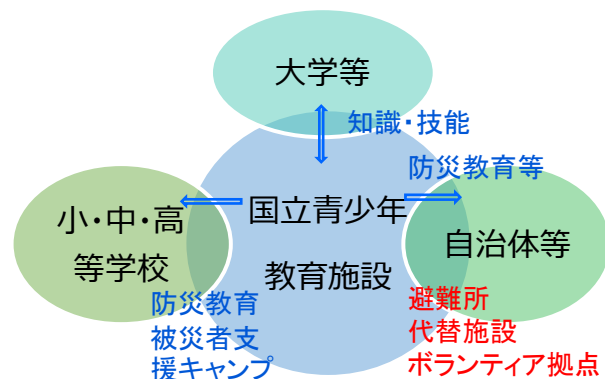 大学等
知識・技能
防災教育等
国立青少年
教育施設
小・中・高
等学校
自治体等
防災教育
被災者支
援キャンプ
避難所
代替施設
ボランティア拠点